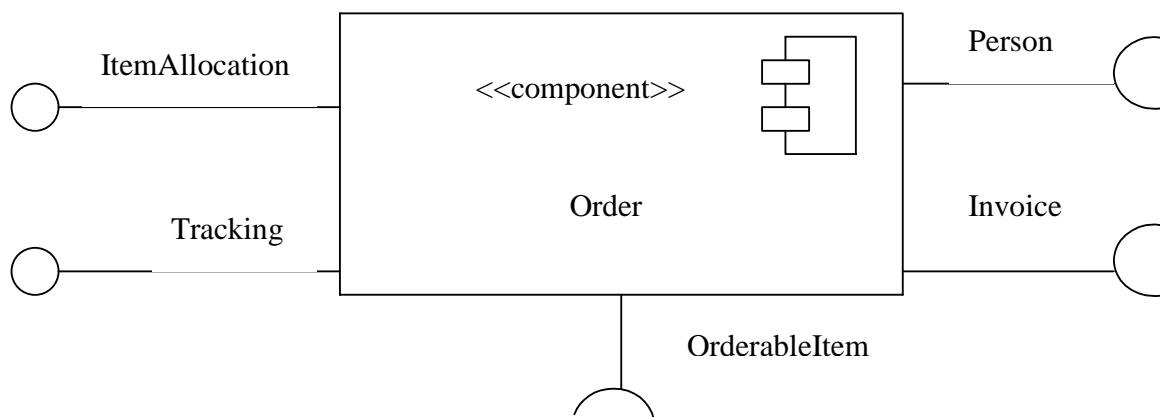 Person
ItemAllocation
<<component>>
Order
Invoice
Tracking
OrderableItem